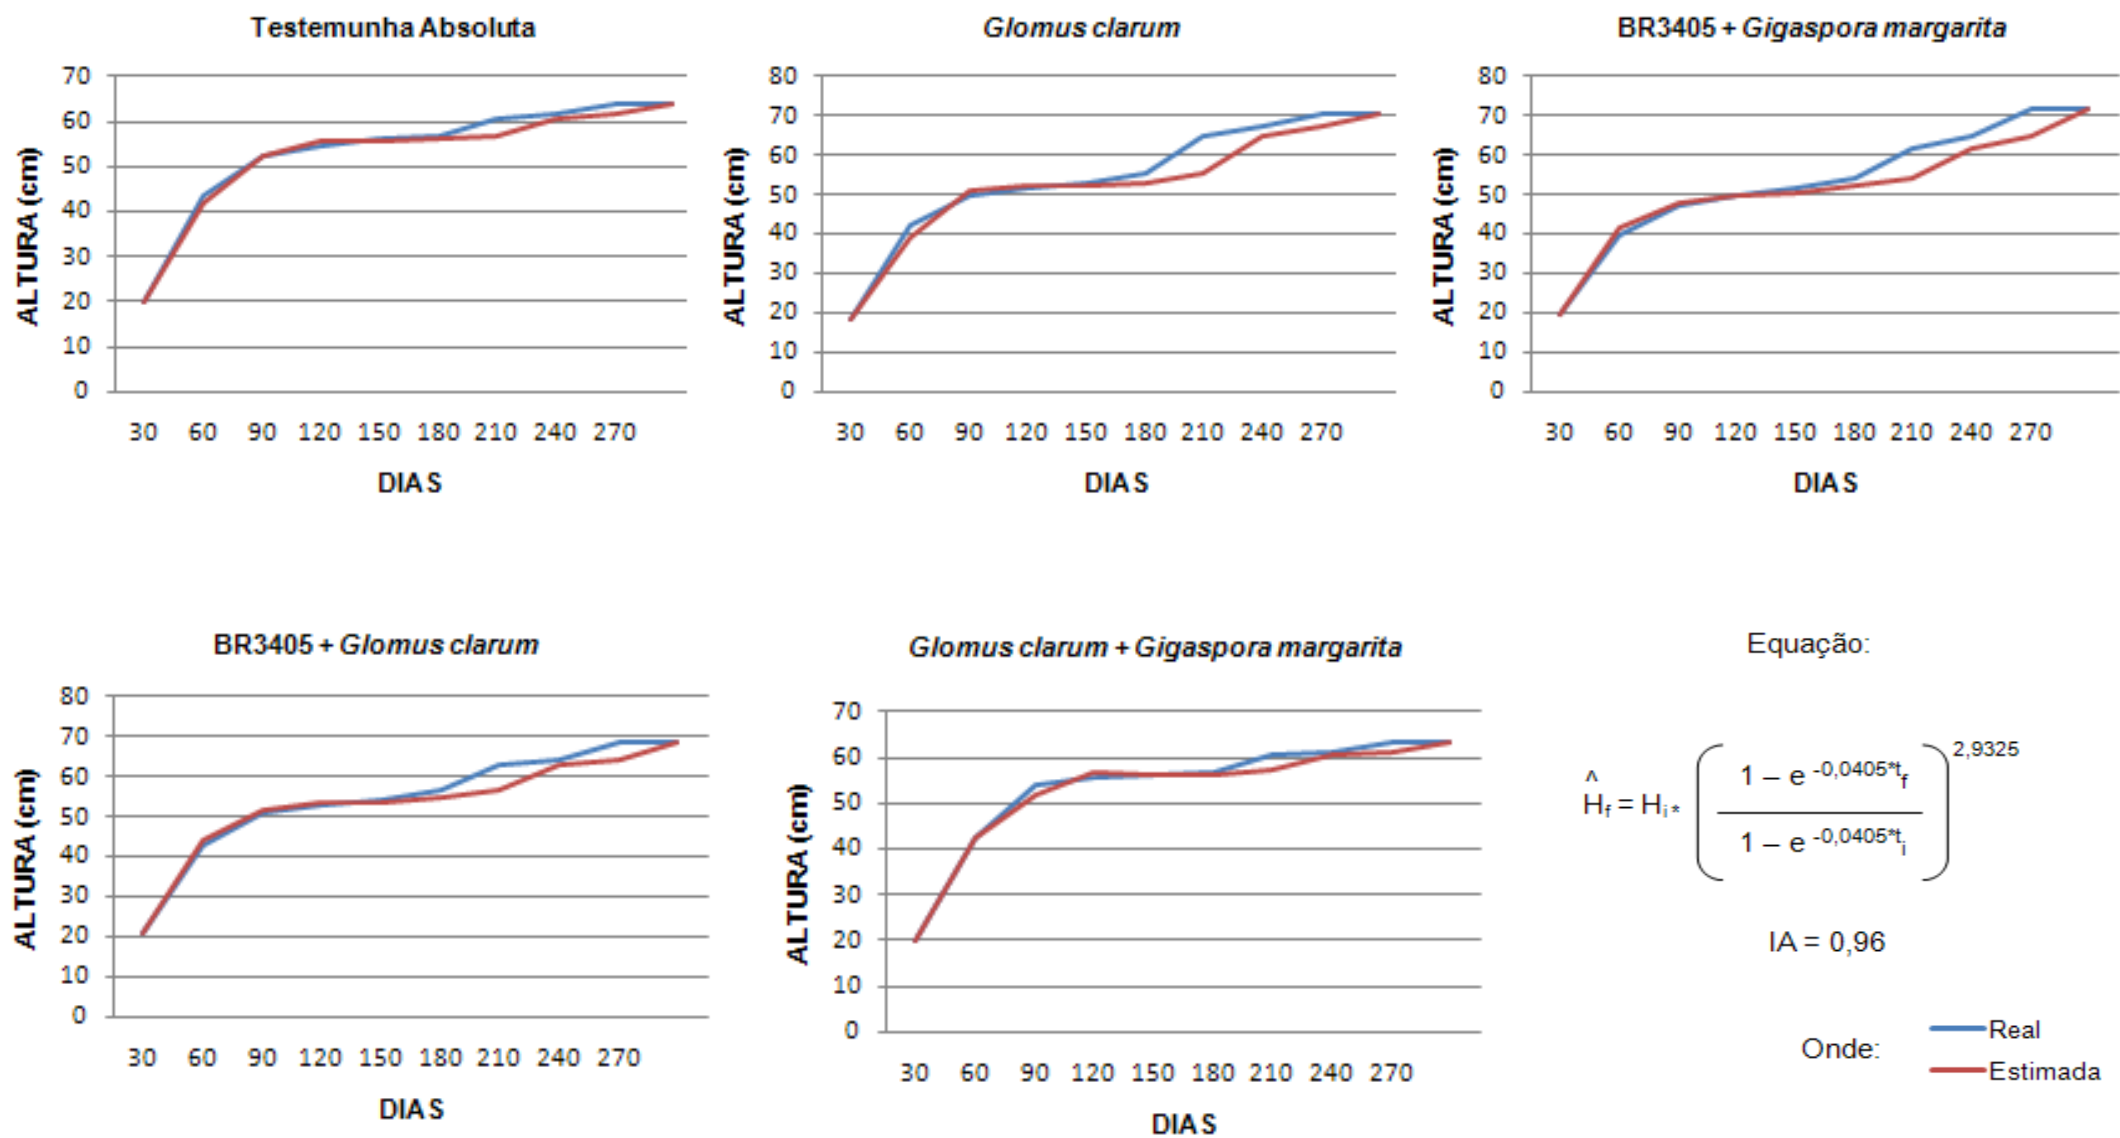 Testemunha Absoluta
70
60
50
40
30
20
10
0
ALTURA (cm)
30 60 90 120 150 180 210 240 270
DIAS
Glomus clarum
80
70
60
50
40
30
20
10
0
ALTURA (cm)
30 60 90 120 150 180 210 240 270
DIAS
BR3405 + Gigaspora margarita
80
70
60
50
40
30
20
10
0
ALTURA (cm)
30 60 90 120 150 180 210 240 270
DIAS
BR3405 + Glomus clarum
80
70
60
50
40
30
20
10
0
ALTURA (cm)
30 60 90 120 150 180 210 240 270
DIAS
Glomus clarum + Gigaspora margarita
70
60
50
40
30
20
10
0
ALTURA (cm)
30 60 90 120 150 180 210 240 270
DIAS
Equação:
Ĥf = Hi* ( 1 – e -0,0405*tf / 1 – e -0,0405*ti ) 2,9325
IA = 0,96
Onde:
Real
Estimada